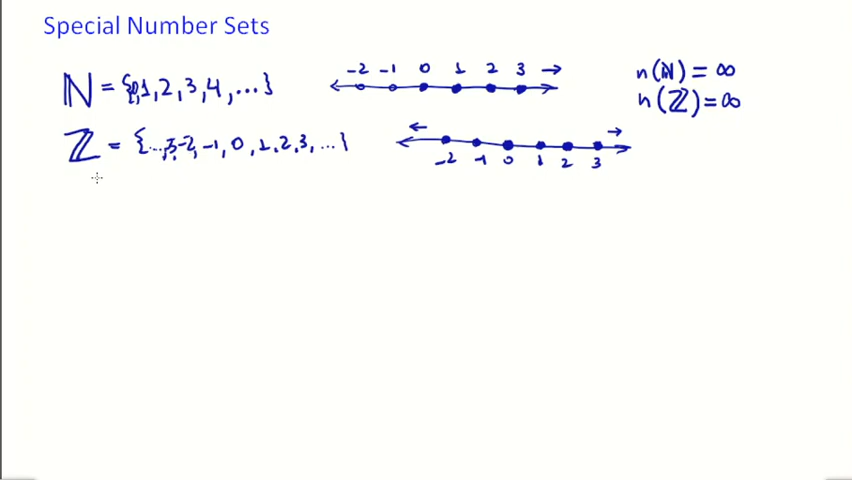 Special Number Sets
-2 -1 0 1 2 3 →
n(ℕ) = ∞
ℕ = {0,1,2,3,4,...}
n(ℤ) = ∞
ℤ = {...,-3,-2,-1,0,1,2,3,...}
-2 -1 0 1 2 3